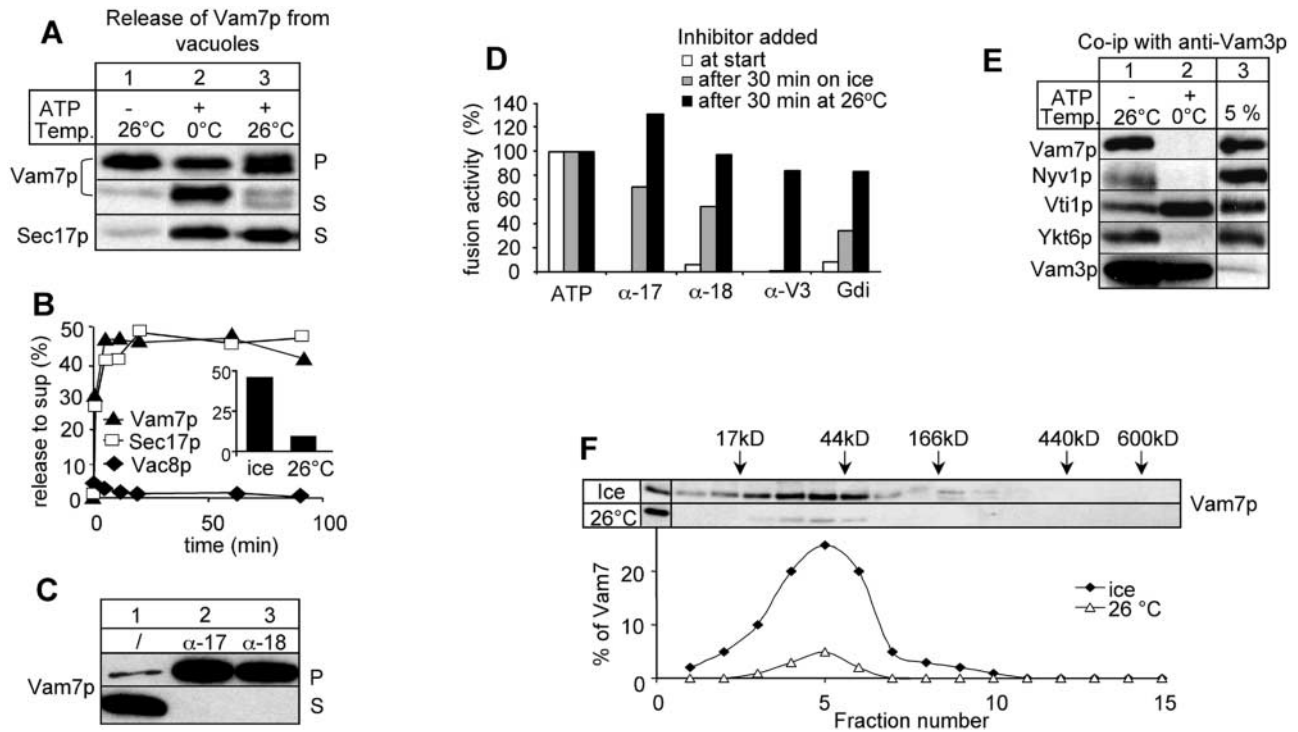 A
Release of Vam7p from
vacuoles
1 2 3
ATP - + +
Temp. 26°C 0°C 26°C
Vam7p P
S
Sec17p S
B
release to sup (%)
50
40
30
50
40
10
0
50
25
0
ice 26°C
Vam7p
Sec17p
Vac8p
0 50 100
time (min)
C
1 2 3
/ α-17 α-18
Vam7p P
S
D
Inhibitor added
at start
after 30 min on ice
after 30 min at 26°C
fusion activity (%)
140
120
100
80
60
40
20
0
ATP α-17 α-18 α-V3 Gdi
E
Co-ip with anti-Vam3p
1 2 3
ATP - + 5 %
Temp. 26°C 0°C
Vam7p
Nyv1p
Vti1p
Ykt6p
Vam3p
F
17kD 44kD 166kD 440kD 600kD
Ice
26°C
Vam7p
% of Vam7
20
10
0
ice
26 °C
0 5 10 15
Fraction number